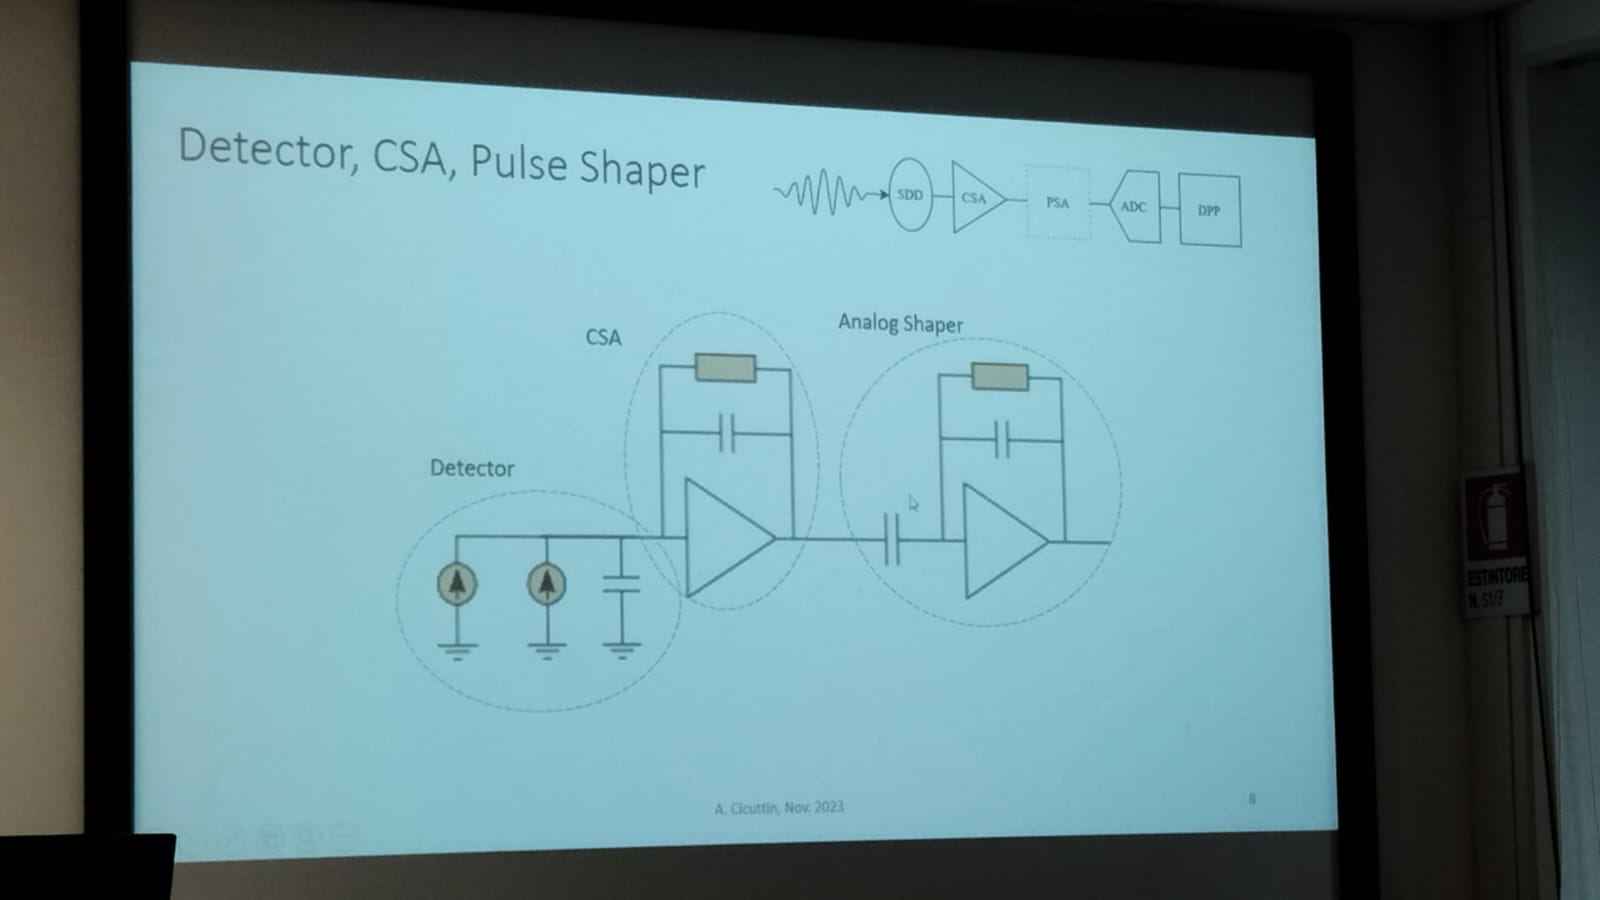 Detector, CSA, Pulse Shaper
SDD
CSA
PSA
ADC
DPP
CSA
Analog Shaper
Detector
A. Cicuttin, Nov. 2023
8
ESTINTORE
N. S1/7